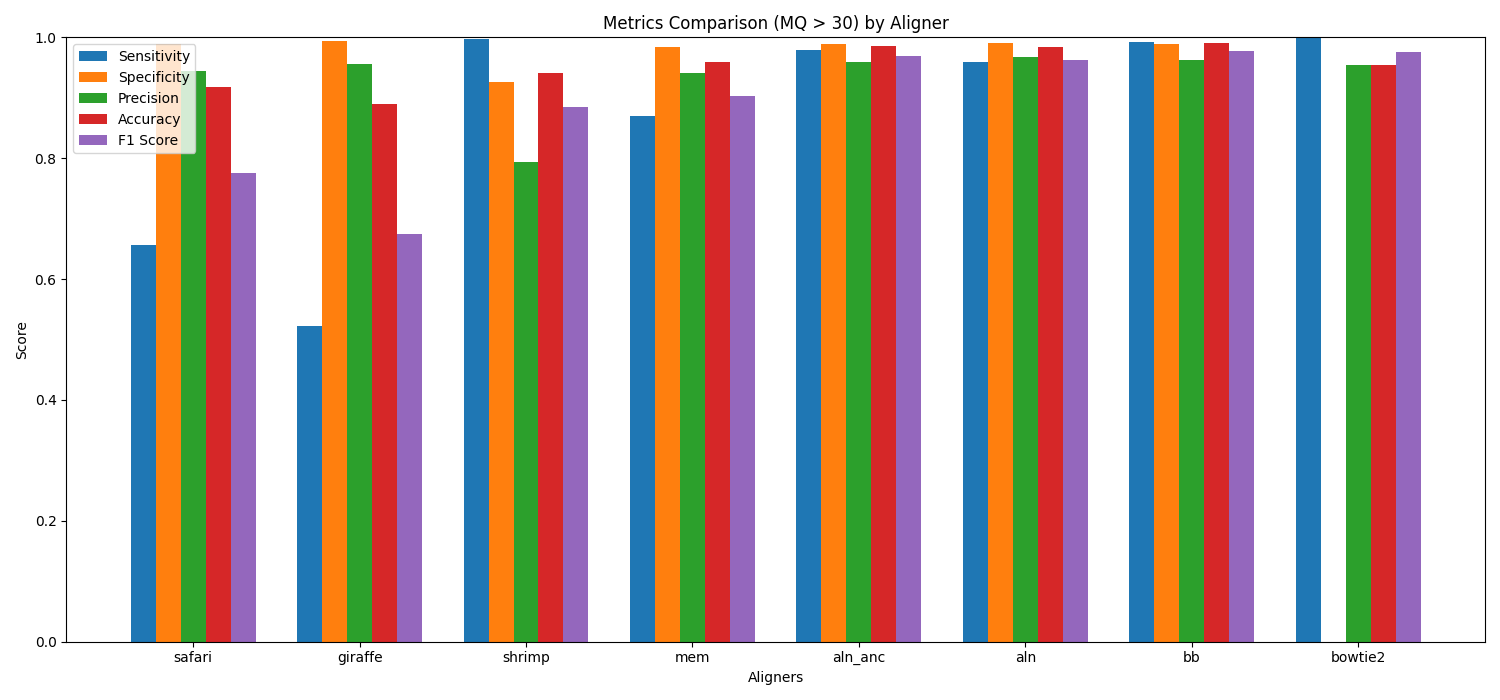 Metrics Comparison (MQ > 30) by Aligner
1.0
0.8
0.6
0.4
0.2
0.0
Score
Sensitivity
Specificity
Precision
Accuracy
F1 Score
safari
giraffe
shrimp
mem
aln_anc
aln
bb
bowtie2
Aligners